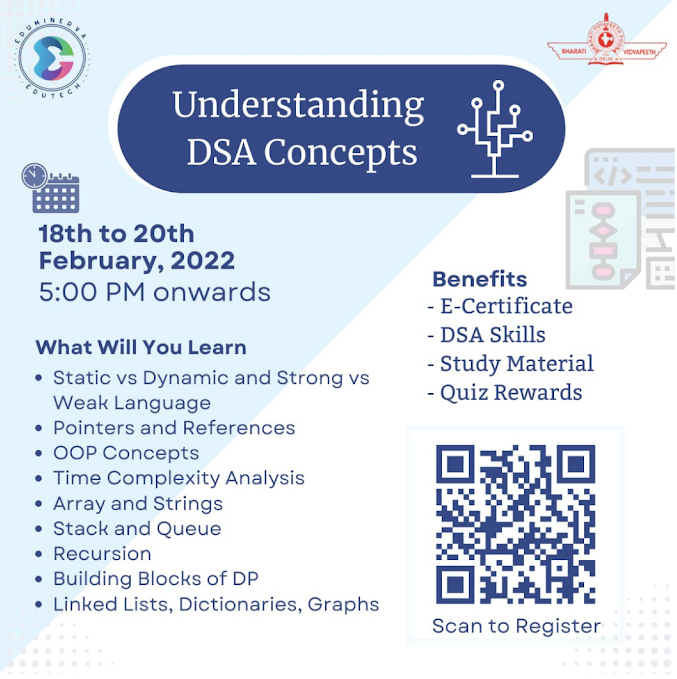 EDUMINERVA
EDUTECH
BHARATI
VIDYAPEETH
DELHI
Understanding
DSA Concepts
18th to 20th
February, 2022
5:00 PM onwards
What Will You Learn
• Static vs Dynamic and Strong vs
Weak Language
• Pointers and References
• OOP Concepts
• Time Complexity Analysis
• Array and Strings
• Stack and Queue
• Recursion
• Building Blocks of DP
• Linked Lists, Dictionaries, Graphs
</>
Benefits
- E-Certificate
- DSA Skills
- Study Material
- Quiz Rewards
Scan to Register